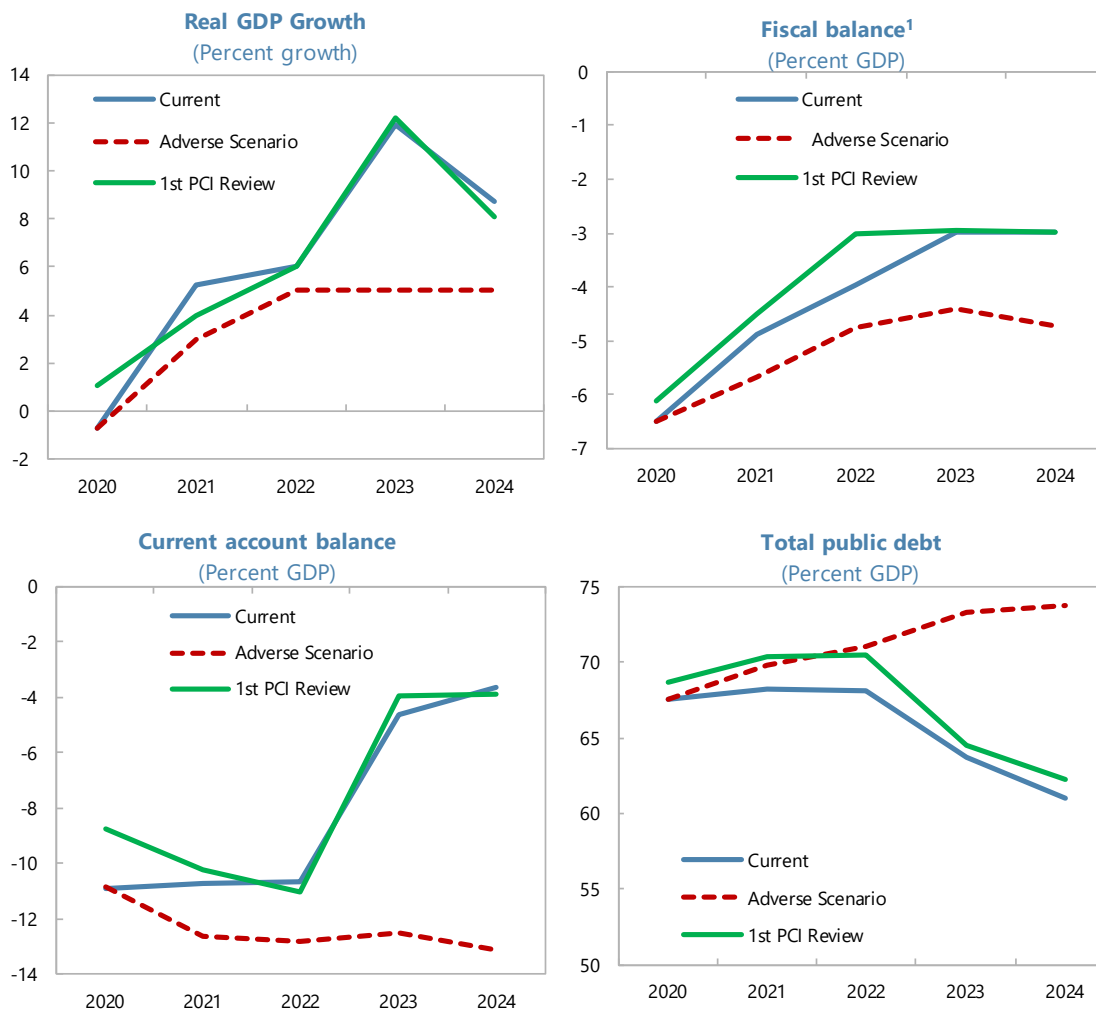 Real GDP Growth
(Percent growth)
14
12
10
8
6
4
2
0
-2
Current
Adverse Scenario
1st PCI Review
2020 2021 2022 2023 2024
Fiscal balance¹
(Percent GDP)
0
-1
-2
-3
-4
-5
-6
-7
Current
Adverse Scenario
1st PCI Review
2020 2021 2022 2023 2024
Current account balance
(Percent GDP)
0
-2
-4
-6
-8
-10
-12
-14
Current
Adverse Scenario
1st PCI Review
2020 2021 2022 2023 2024
Total public debt
(Percent GDP)
75
70
65
60
55
50
Current
Adverse Scenario
1st PCI Review
2020 2021 2022 2023 2024